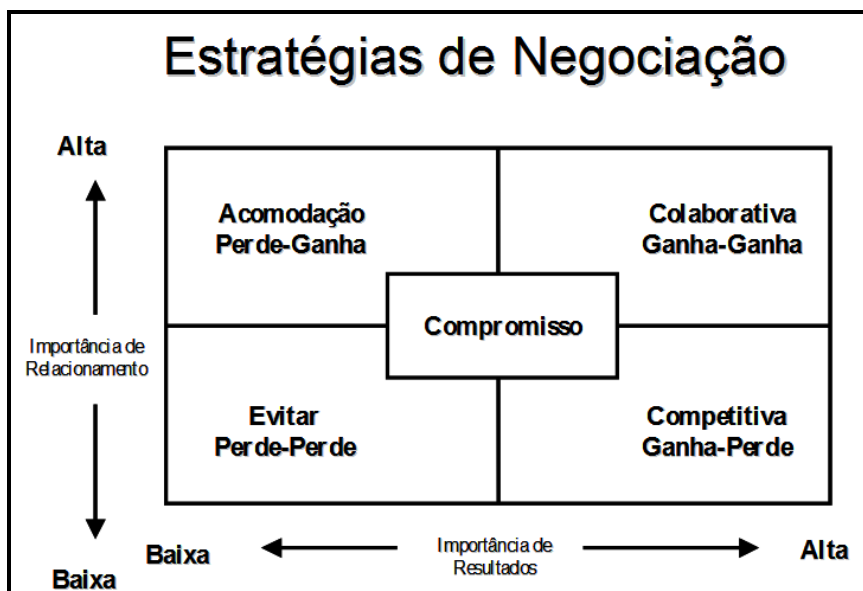 Estratégias de Negociação
Alta
Acomodação
Perde-Ganha
Colaborativa
Ganha-Ganha
Compromisso
Importância de
Relacionamento
Evitar
Perde-Perde
Competitiva
Ganha-Perde
Baixa
Baixa
Importância de
Resultados
Alta